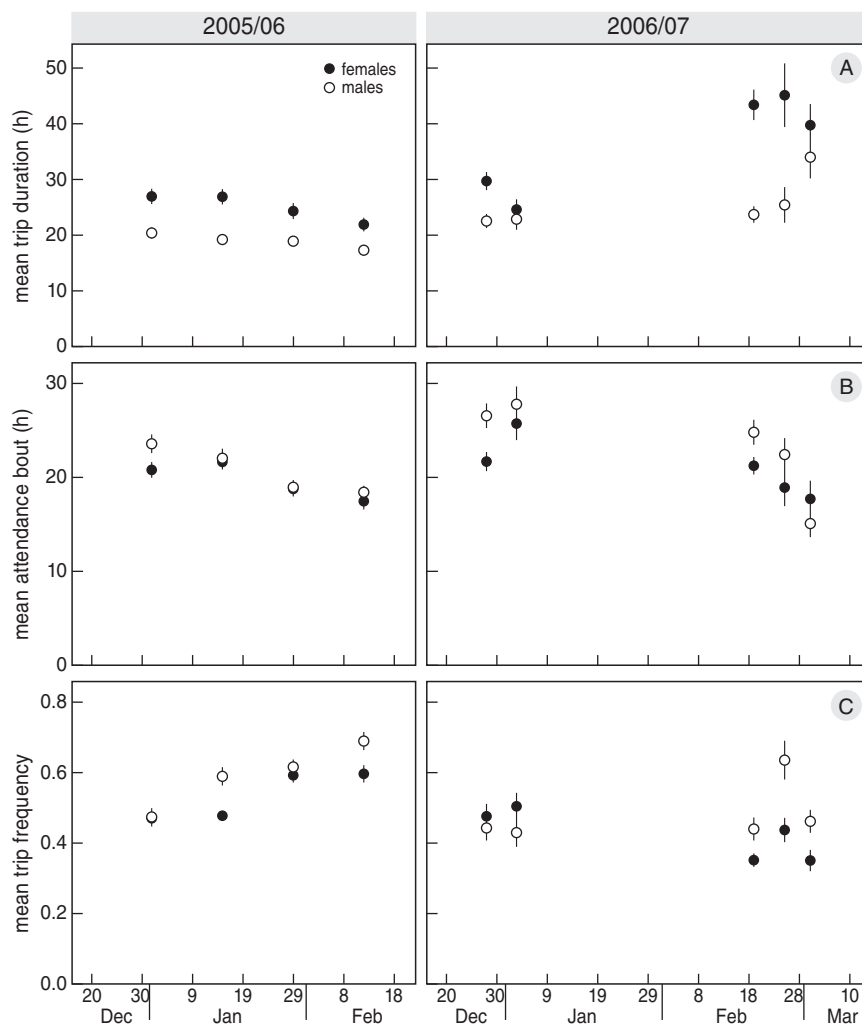 2005/06 2006/07
females
males
A
mean trip duration (h)
50
40
30
20
10
0
B
mean attendance bout (h)
30
20
10
0
C
mean trip frequency
0.8
0.6
0.4
0.2
0.0
20 30 9 19 29 8 18 20 30 9 19 29 8 18 28 10
Dec Jan Feb Dec Jan Feb Mar